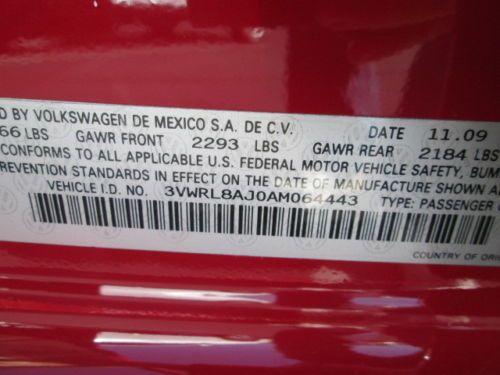 D BY VOLKSWAGEN DE MEXICO S.A. DE C.V. DATE 11.09
66 LBS GAWR FRONT 2293 LBS GAWR REAR 2184 LBS
CONFORMS TO ALL APPLICABLE U.S. FEDERAL MOTOR VEHICLE SAFETY, BUM
REVENTION STANDARDS IN EFFECT ON THE DATE OF MANUFACTURE SHOWN A
VEHICLE I.D. NO. 3VWRL8AJ0AM064443 TYPE: PASSENGER
COUNTRY OF ORI